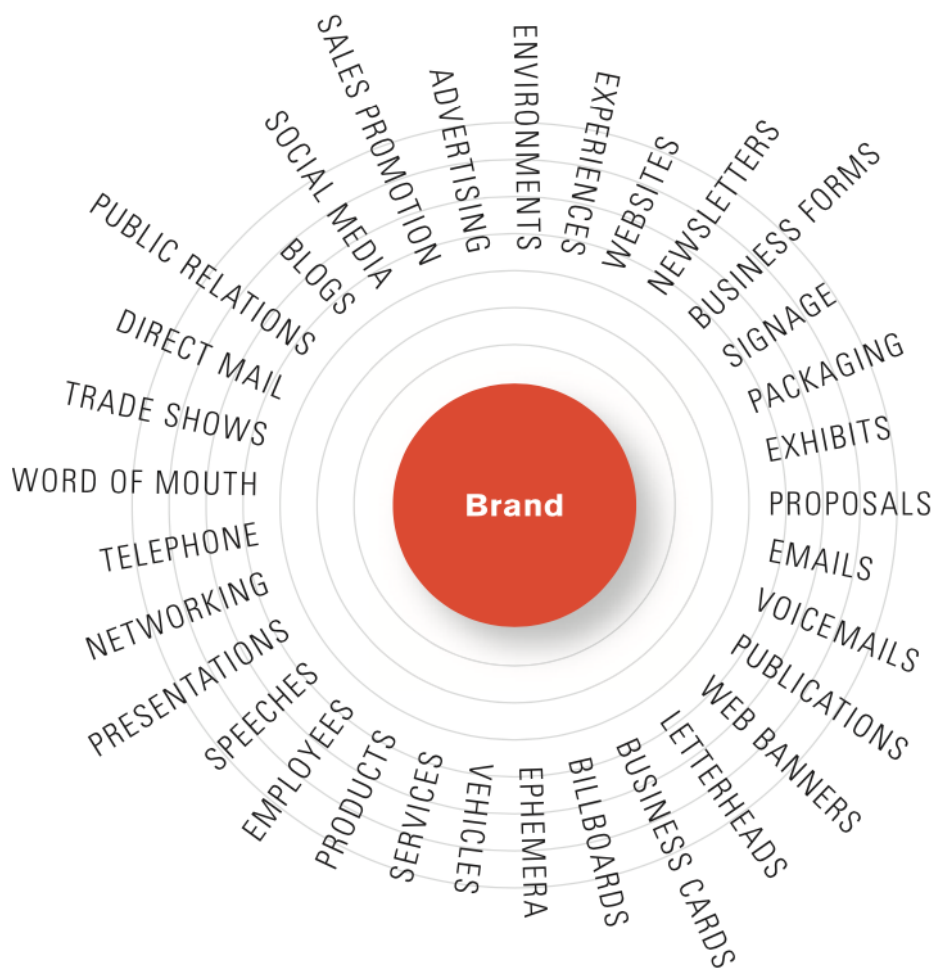 Brand
ENVIRONMENTS
EXPERIENCES
WEBSITES
NEWSLETTERS
BUSINESS FORMS
SIGNAGE
PACKAGING
EXHIBITS
PROPOSALS
EMAILS
VOICEMAILS
PUBLICATIONS
WEB BANNERS
LETTERHEADS
BUSINESS CARDS
BILLBOARDS
EPHEMERA
VEHICLES
SERVICES
PRODUCTS
EMPLOYEES
SPEECHES
PRESENTATIONS
NETWORKING
TELEPHONE
WORD OF MOUTH
TRADE SHOWS
DIRECT MAIL
PUBLIC RELATIONS
BLOGS
SOCIAL MEDIA
SALES PROMOTION
ADVERTISING